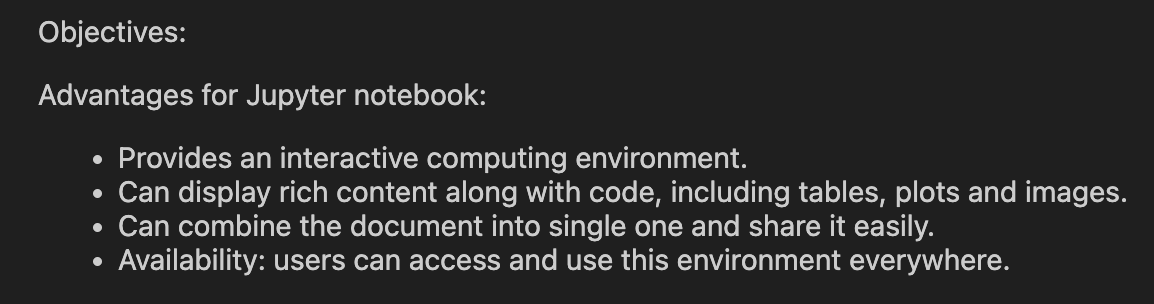 Objectives:
Advantages for Jupyter notebook:
• Provides an interactive computing environment.
• Can display rich content along with code, including tables, plots and images.
• Can combine the document into single one and share it easily.
• Availability: users can access and use this environment everywhere.